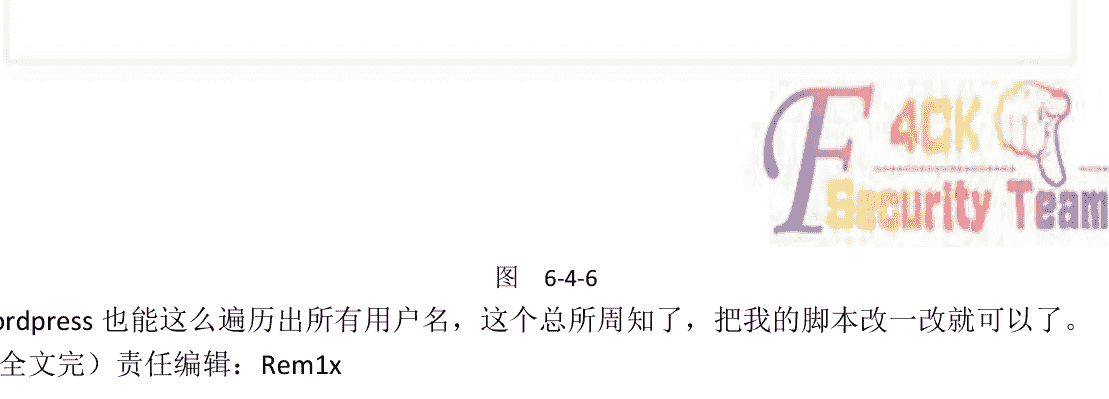 F4CK
Security Team
图 6-4-6
ordpress 也能这么遍历出所有用户名，这个总所周知了，把我的脚本改一改就可以了。
全文完）责任编辑：Rem1x